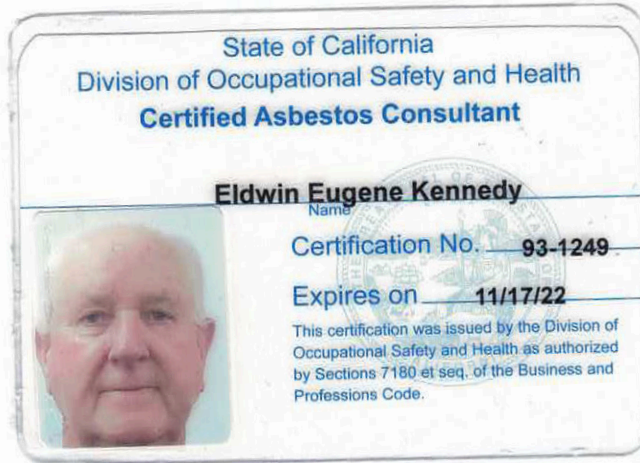 State of California
Division of Occupational Safety and Health
Certified Asbestos Consultant
Eldwin Eugene Kennedy
Name
Certification No. 93-1249
Expires on 11/17/22
This certification was issued by the Division of
Occupational Safety and Health as authorized
by Sections 7180 et seq. of the Business and
Professions Code.